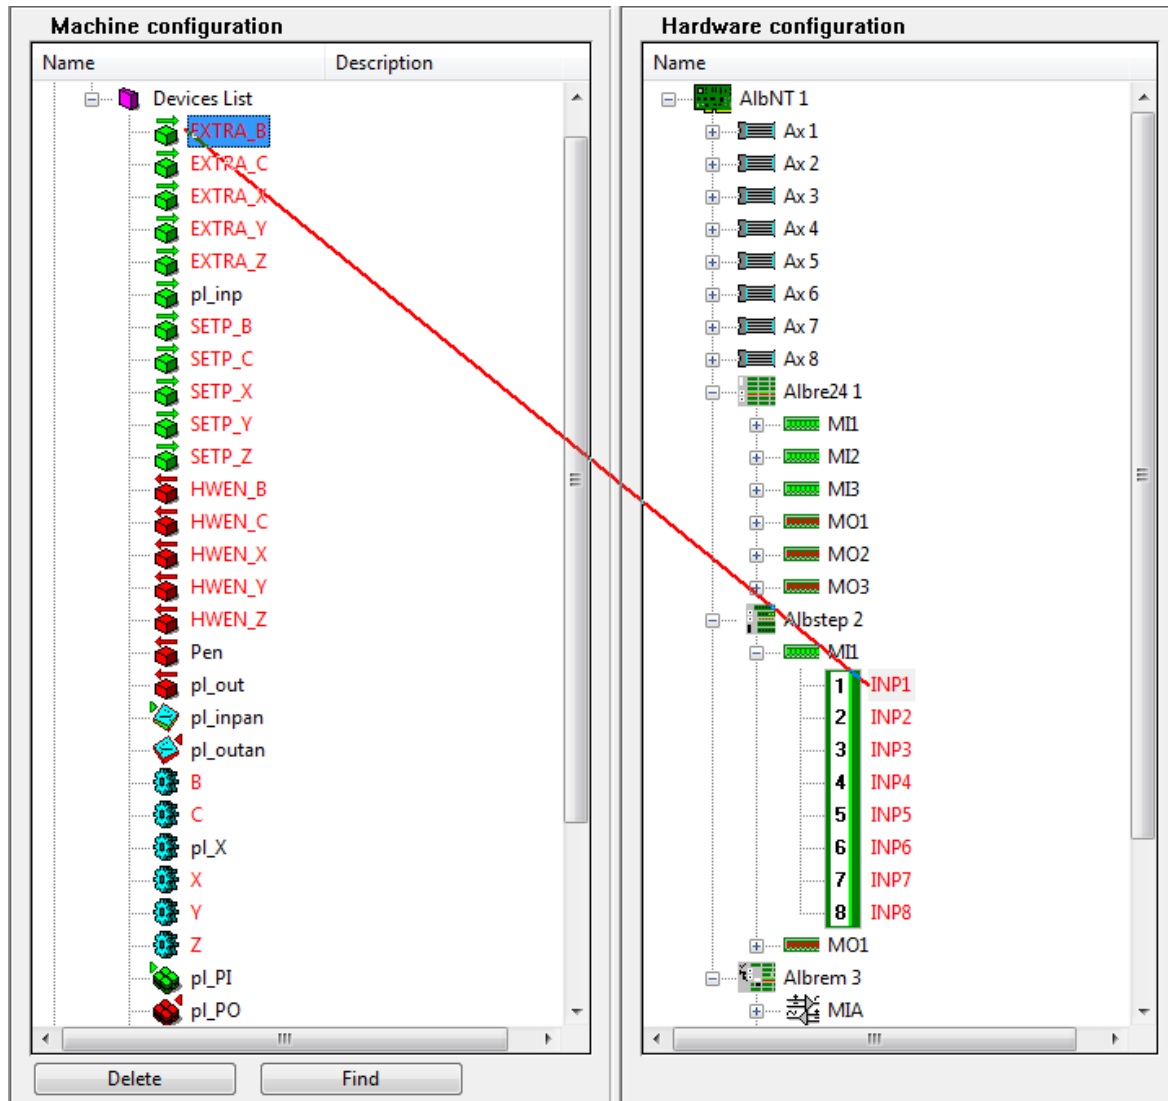 Machine configuration
Name Description
Devices List
EXTRA_B
EXTRA_C
EXTRA_X
EXTRA_Y
EXTRA_Z
pl_inp
SETP_B
SETP_C
SETP_X
SETP_Y
SETP_Z
HWEN_B
HWEN_C
HWEN_X
HWEN_Y
HWEN_Z
Pen
pl_out
pl_inpan
pl_outan
B
C
pl_X
X
Y
Z
pl_PI
pl_PO
Delete
Find
Hardware configuration
Name
AlbNT 1
Ax 1
Ax 2
Ax 3
Ax 4
Ax 5
Ax 6
Ax 7
Ax 8
Albre24 1
MI1
MI2
MI3
MO1
MO2
MO3
Albstep 2
MI1
1 INP1
2 INP2
3 INP3
4 INP4
5 INP5
6 INP6
7 INP7
8 INP8
MO1
Albrem 3
MIA